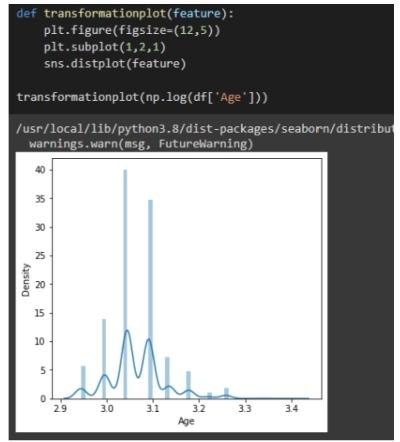 def transformationplot(feature):
    plt.figure(figsize=(12,5))
    plt.subplot(1,2,1)
    sns.distplot(feature)
transformationplot(np.log(df['Age']))
/usr/local/lib/python3.8/dist-packages/seaborn/distribut
  warnings.warn(msg, FutureWarning)
40
35
30
25
20
15
10
5
0
Density
2.9 3.0 3.1 3.2 3.3 3.4
Age